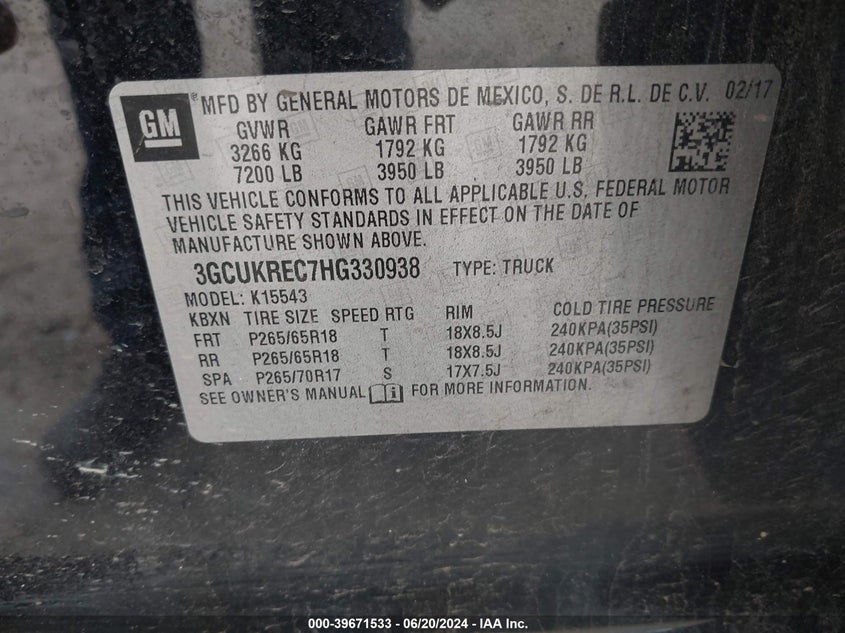 GM
® MFD BY GENERAL MOTORS DE MEXICO, S. DE R.L. DE C.V. 02/17
GVWR GAWR FRT GAWR RR
3266 KG 1792 KG 1792 KG
7200 LB 3950 LB 3950 LB
THIS VEHICLE CONFORMS TO ALL APPLICABLE U.S. FEDERAL MOTOR
VEHICLE SAFETY STANDARDS IN EFFECT ON THE DATE OF
MANUFACTURE SHOWN ABOVE.
3GCUKREC7HG330938 TYPE: TRUCK
MODEL: K15543
KBXN TIRE SIZE SPEED RTG RIM COLD TIRE PRESSURE
FRT P265/65R18 T 18X8.5J 240KPA(35PSI)
RR P265/65R18 T 18X8.5J 240KPA(35PSI)
SPA P265/70R17 S 17X7.5J 240KPA(35PSI)
SEE OWNER'S MANUAL FOR MORE INFORMATION.
000-39671533 - 06/20/2024 - IAA Inc.